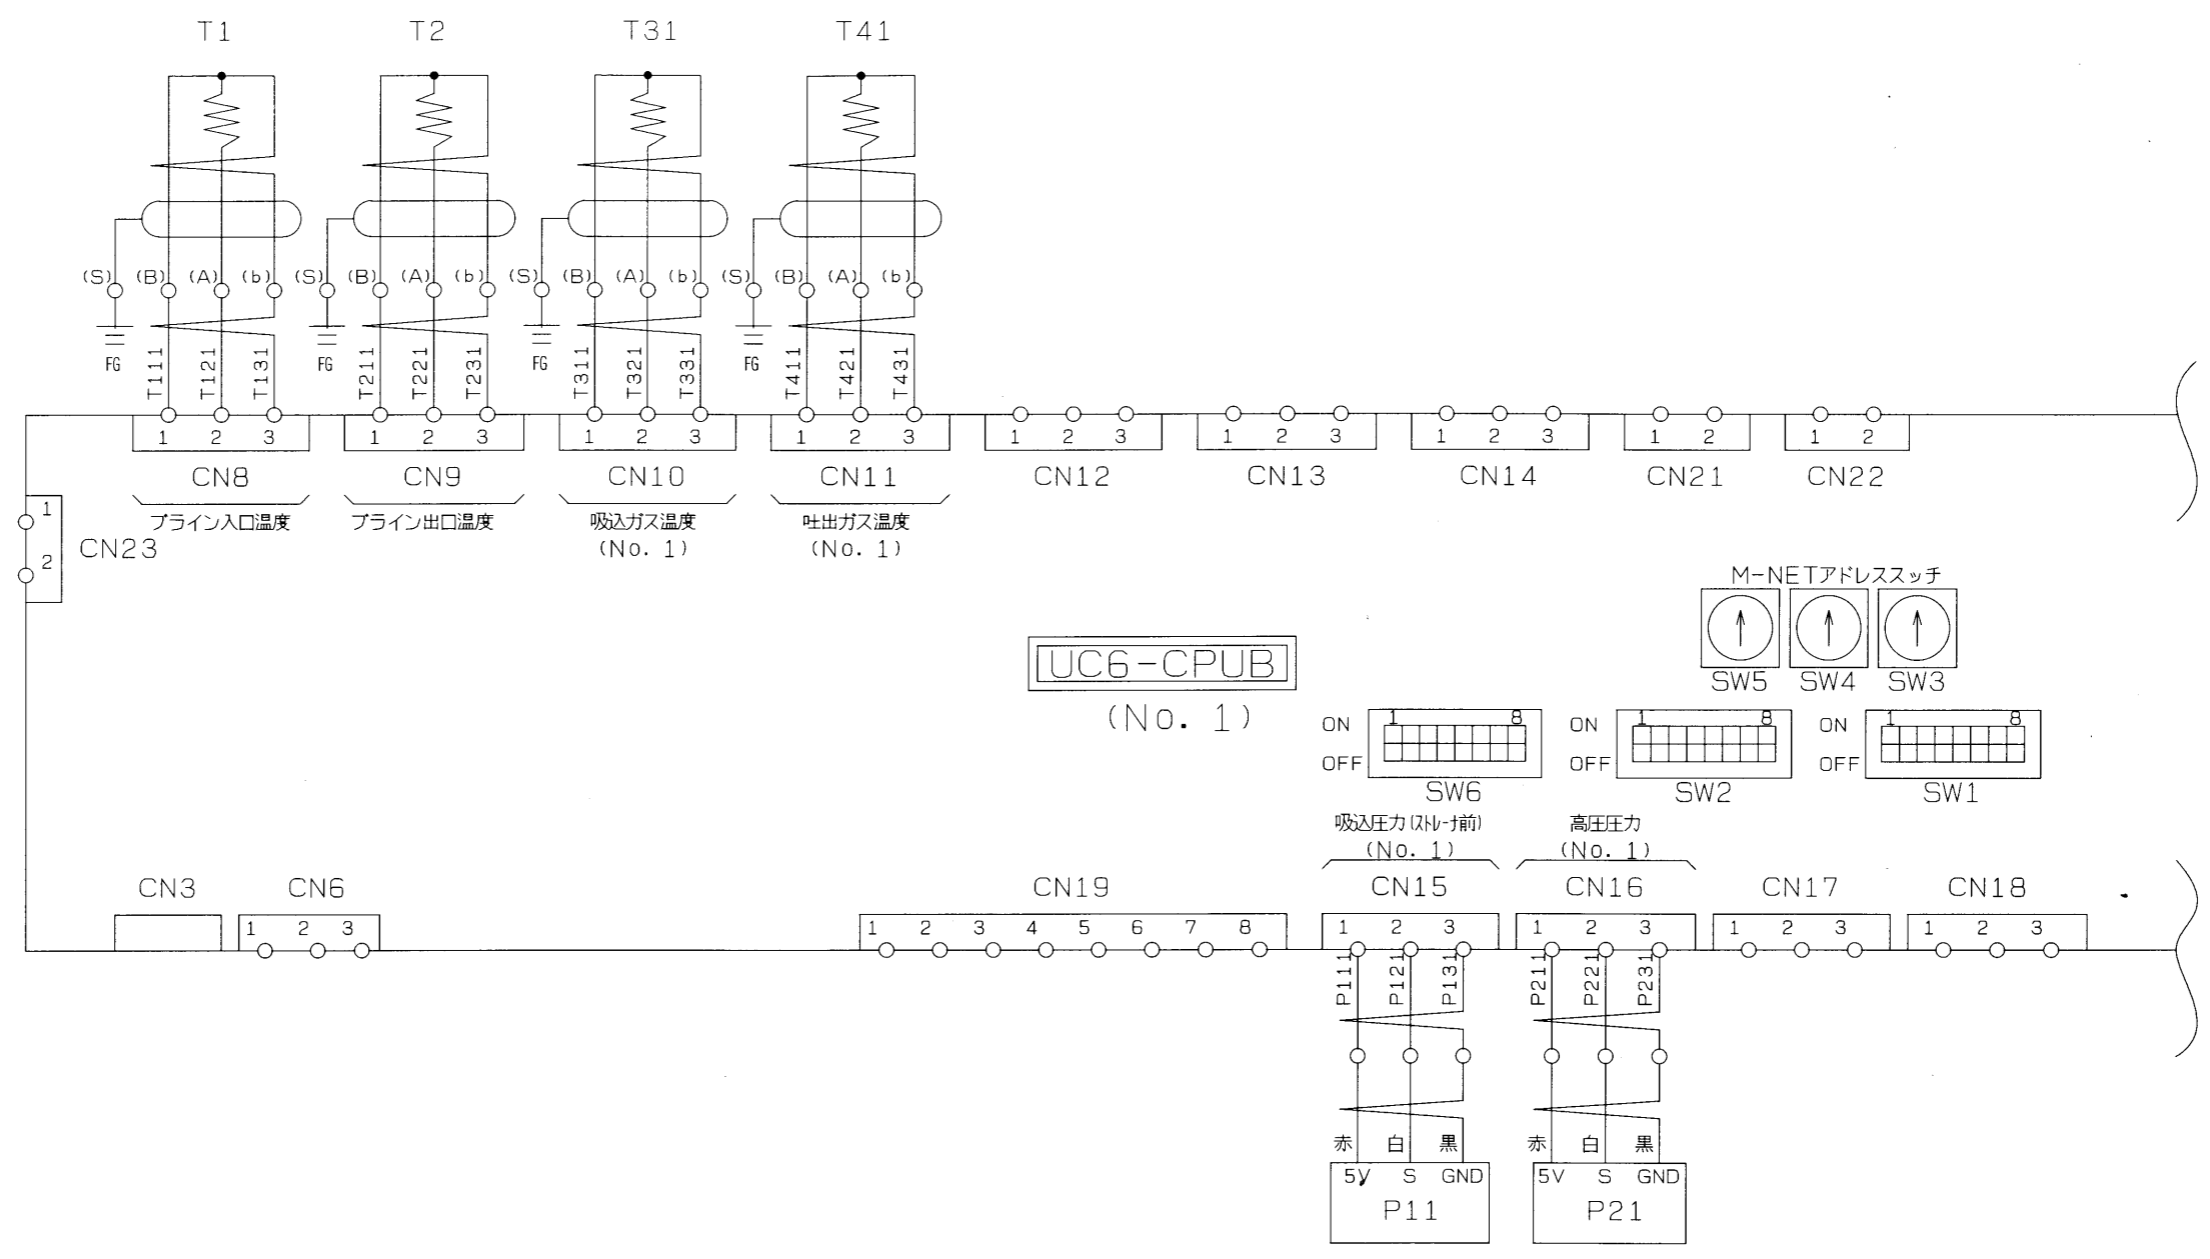 T1 T2 T31 T41
(S) (B) (A) (b) (S) (B) (A) (b) (S) (B) (A) (b) (S) (B) (A) (b)
FG FG FG FG
T111 T121 T131 T211 T221 T231 T311 T321 T331 T411 T421 T431
1 2 3 1 2 3 1 2 3 1 2 3 1 2 3 1 2 3 1 2 3 1 2 1 2
CN8 CN9 CN10 CN11 CN12 CN13 CN14 CN21 CN22
ブライン入口温度 ブライン出口温度 吸込ガス温度 吐出ガス温度
(No. 1) (No. 1)
1
2
CN23
M-NETアドレススッチ
SW5 SW4 SW3
UC6-CPUB
(No. 1)
ON 1 8 ON 1 8 ON 1 8
OFF OFF OFF
SW6 SW2 SW1
吸込圧力(ストレーナ前) 高圧圧力
(No. 1) (No. 1)
CN3 CN6 CN19 CN15 CN16 CN17 CN18
1 2 3 1 2 3 4 5 6 7 8 1 2 3 1 2 3 1 2 3 1 2 3
P111 P121 P131 P211 P221 P231
赤 白 黒 赤 白 黒
5V S GND 5V S GND
P11 P21